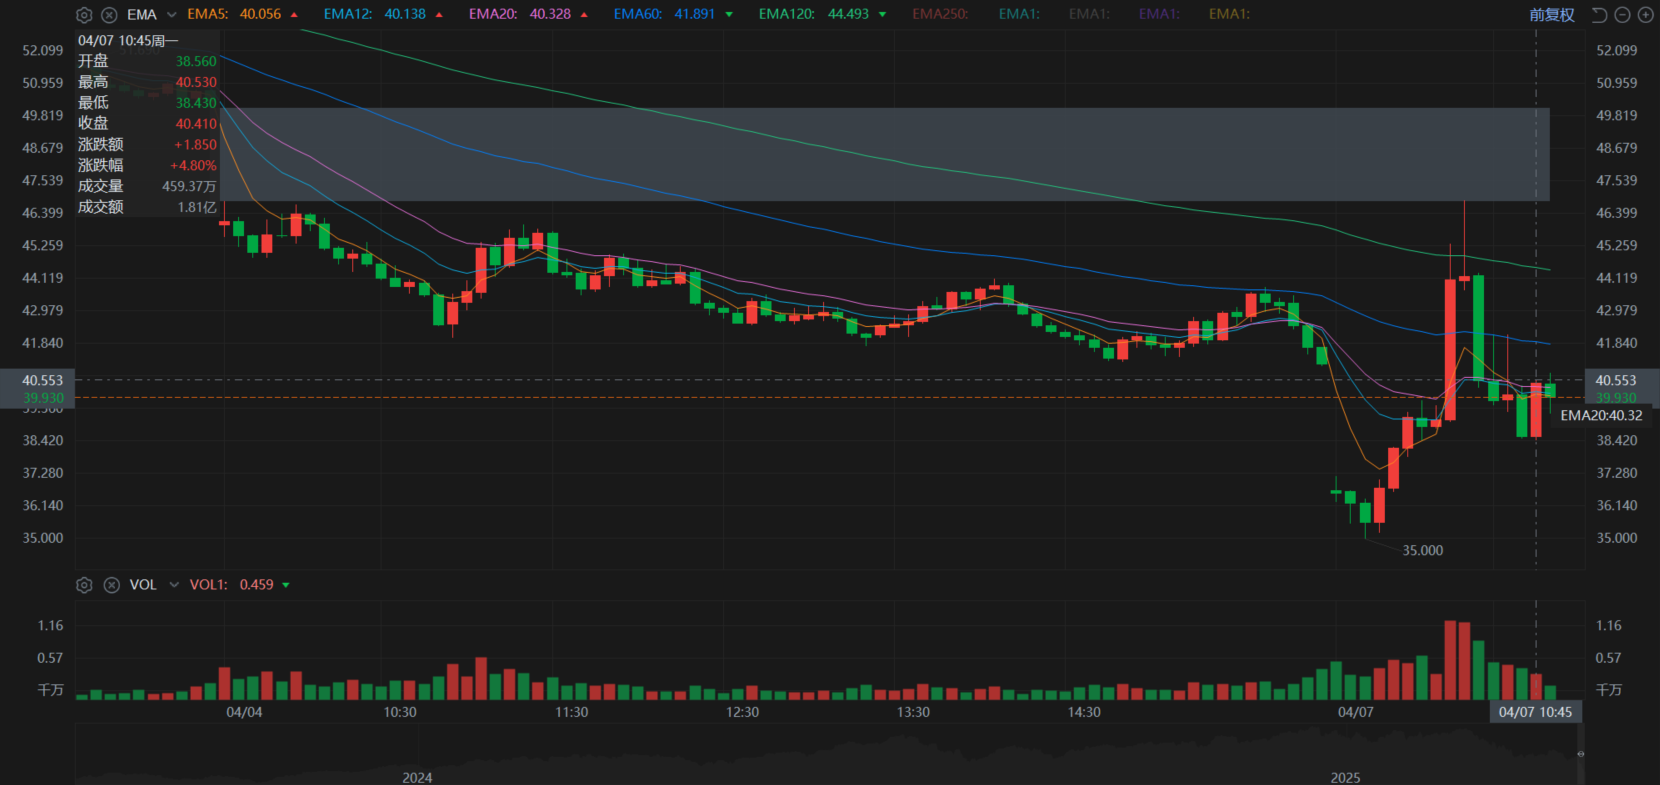 EMA EMA5: 40.056 EMA12: 40.138 EMA20: 40.328 EMA60: 41.891 EMA120: 44.493 EMA250: EMA1: EMA1: EMA1: EMA1: 前复权
04/07 10:45周一
开盘 38.560
最高 40.530
最低 38.430
收盘 40.410
涨跌额 +1.850
涨跌幅 +4.80%
成交量 459.37万
成交额 1.81亿
52.099 52.099
50.959 50.959
49.819 49.819
48.679 48.679
47.539 47.539
46.399 46.399
45.259 45.259
44.119 44.119
42.979 42.979
41.840 41.840
40.553 40.553
39.930 39.930
EMA20:40.32
38.420 38.420
37.280 37.280
36.140 36.140
35.000 35.000
35.000
VOL VOL1: 0.459
1.16 1.16
0.57 0.57
千万 千万
04/04 10:30 11:30 12:30 13:30 14:30 04/07 04/07 10:45
2024 2025